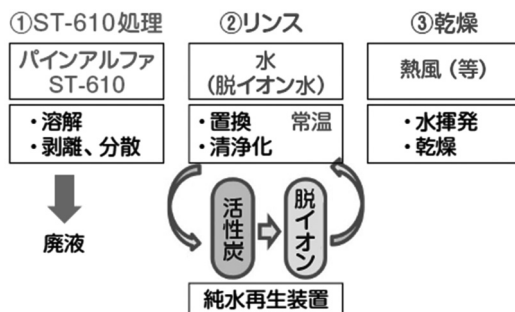 ①ST-610処理
パインアルファ
ST-610
・溶解
・剥離、分散
廃液
②リンス
水
(脱イオン水)
・置換 常温
・清浄化
活性炭
脱イオン
純水再生装置
③乾燥
熱風(等)
・水揮発
・乾燥